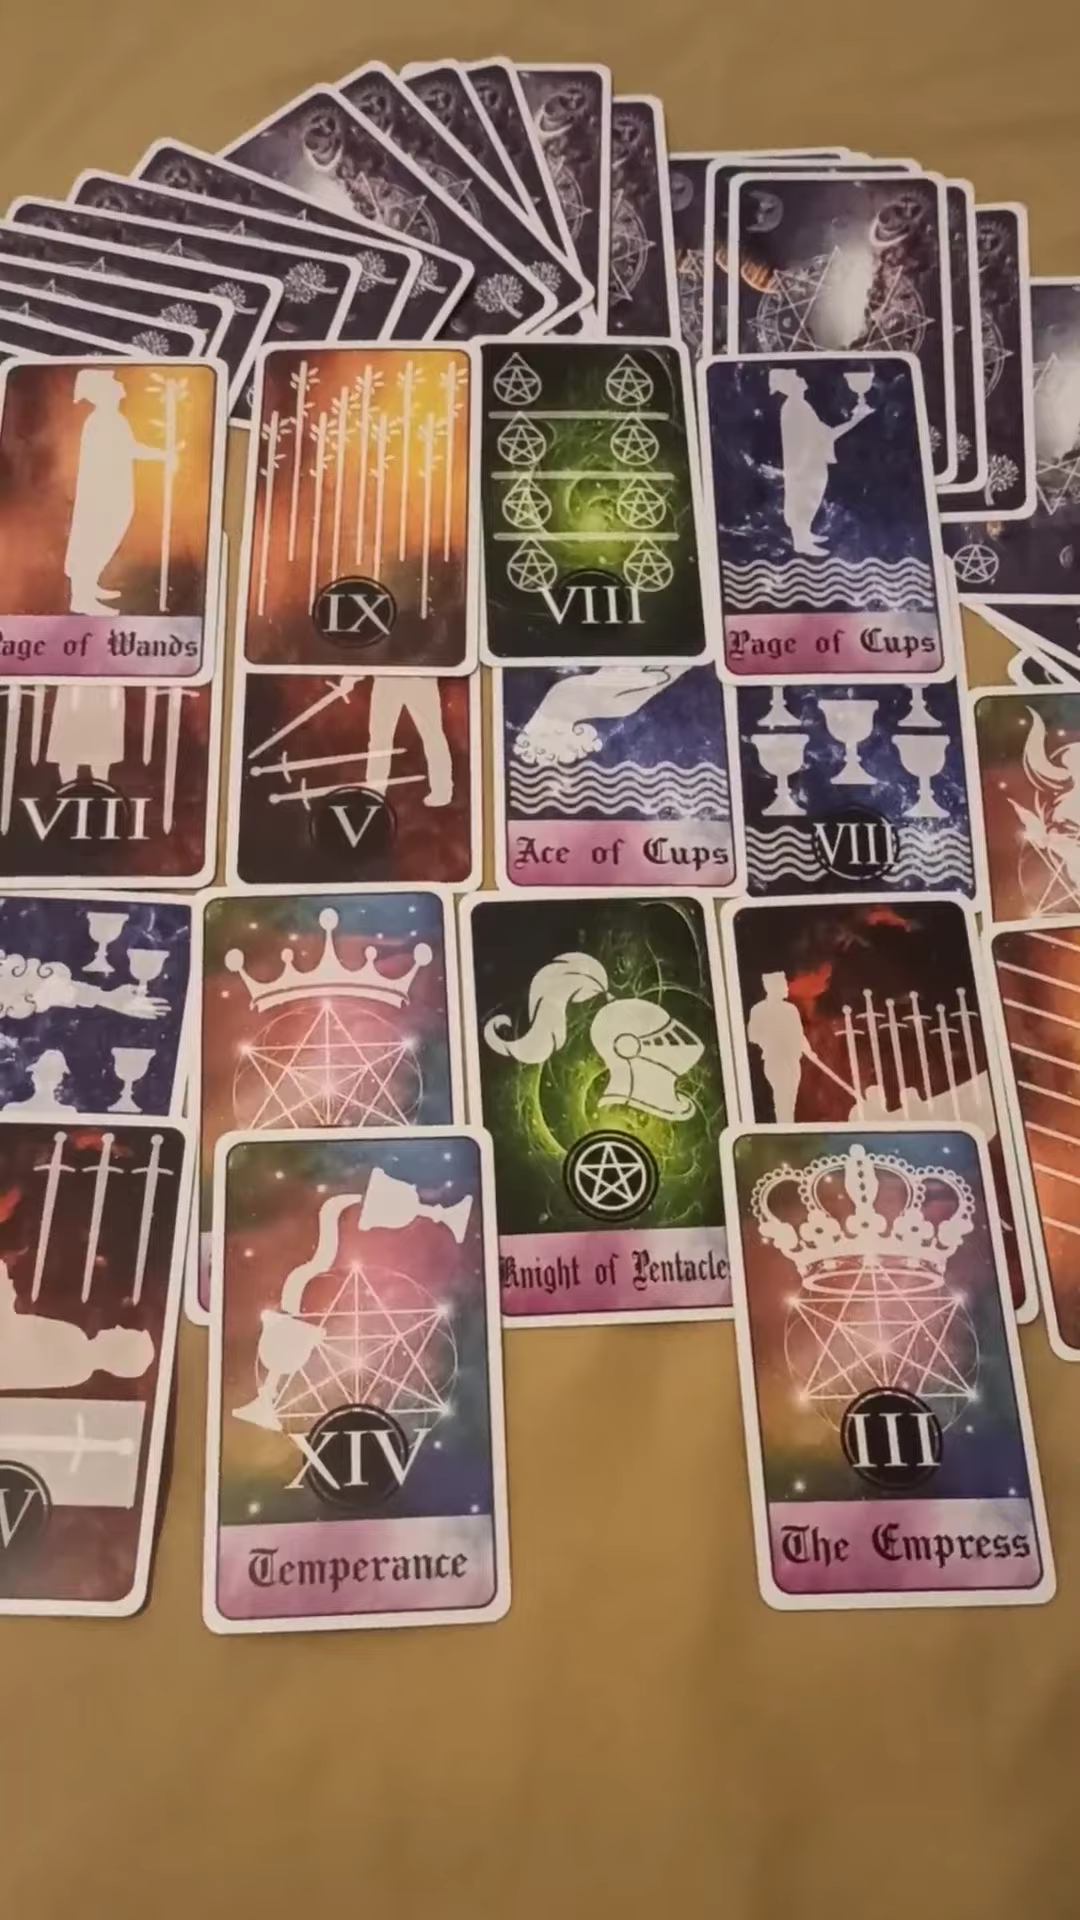 Page of Wands
IX
VIII
Page of Cups
VIII
V
Ace of Cups
VIII
Knight of Pentacle
V
XIV
Temperance
III
The Empress